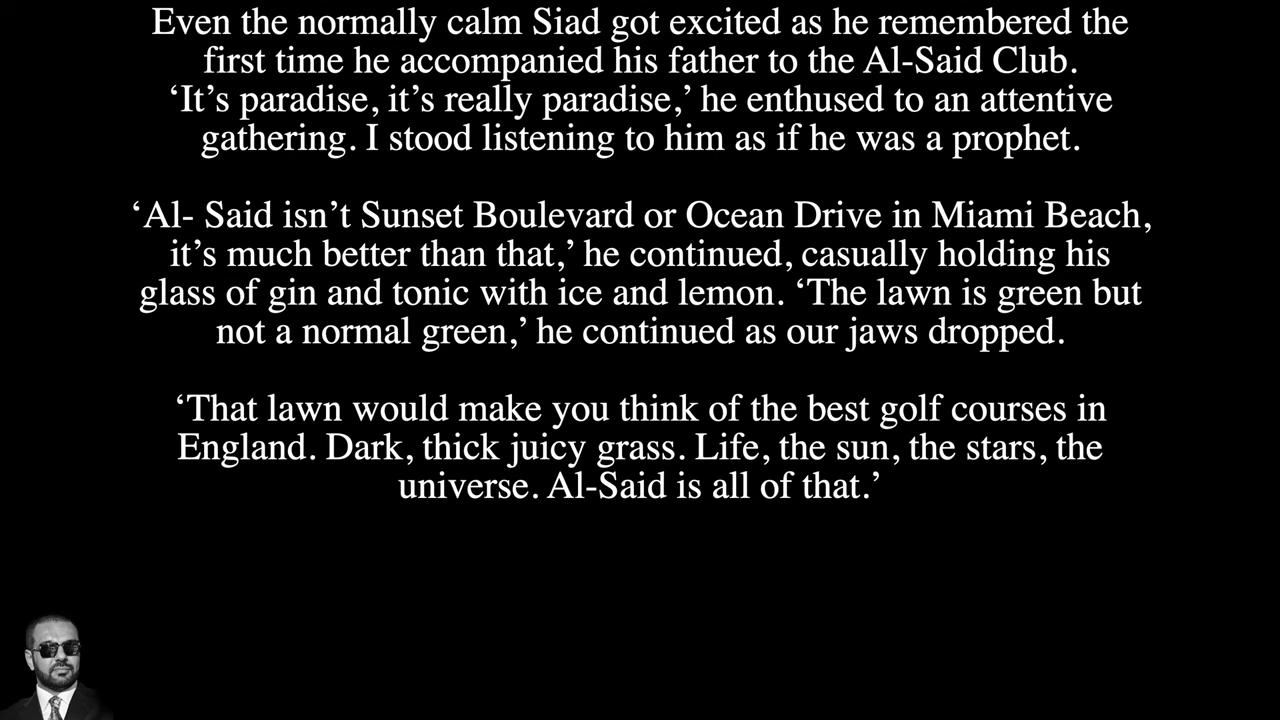 Even the normally calm Siad got excited as he remembered the
first time he accompanied his father to the Al-Said Club.
‘It’s paradise, it’s really paradise,’ he enthused to an attentive
gathering. I stood listening to him as if he was a prophet.
‘Al- Said isn’t Sunset Boulevard or Ocean Drive in Miami Beach,
it’s much better than that,’ he continued, casually holding his
glass of gin and tonic with ice and lemon. ‘The lawn is green but
not a normal green,’ he continued as our jaws dropped.
‘That lawn would make you think of the best golf courses in
England. Dark, thick juicy grass. Life, the sun, the stars, the
universe. Al-Said is all of that.’